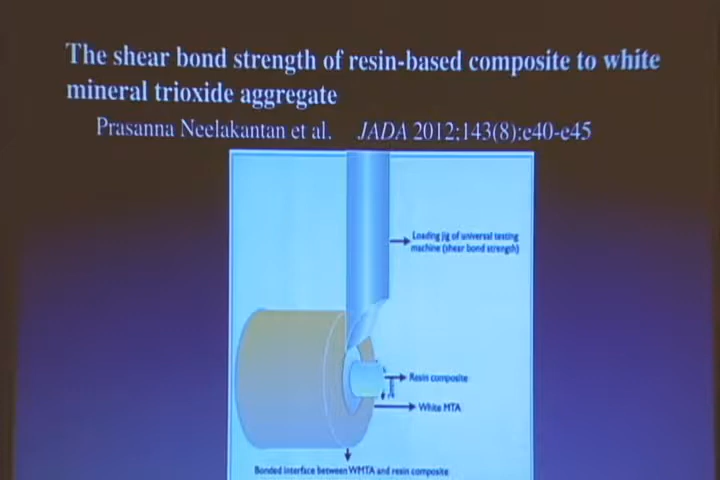 The shear bond strength of resin-based composite to white
mineral trioxide aggregate
Prasanna Neelakantan et al. JADA 2012;143(8):e40-e45
Loading jig of universal testing
machine (shear bond strength)
Resin composite
White MTA
Bonded interface between WMTA and resin composite